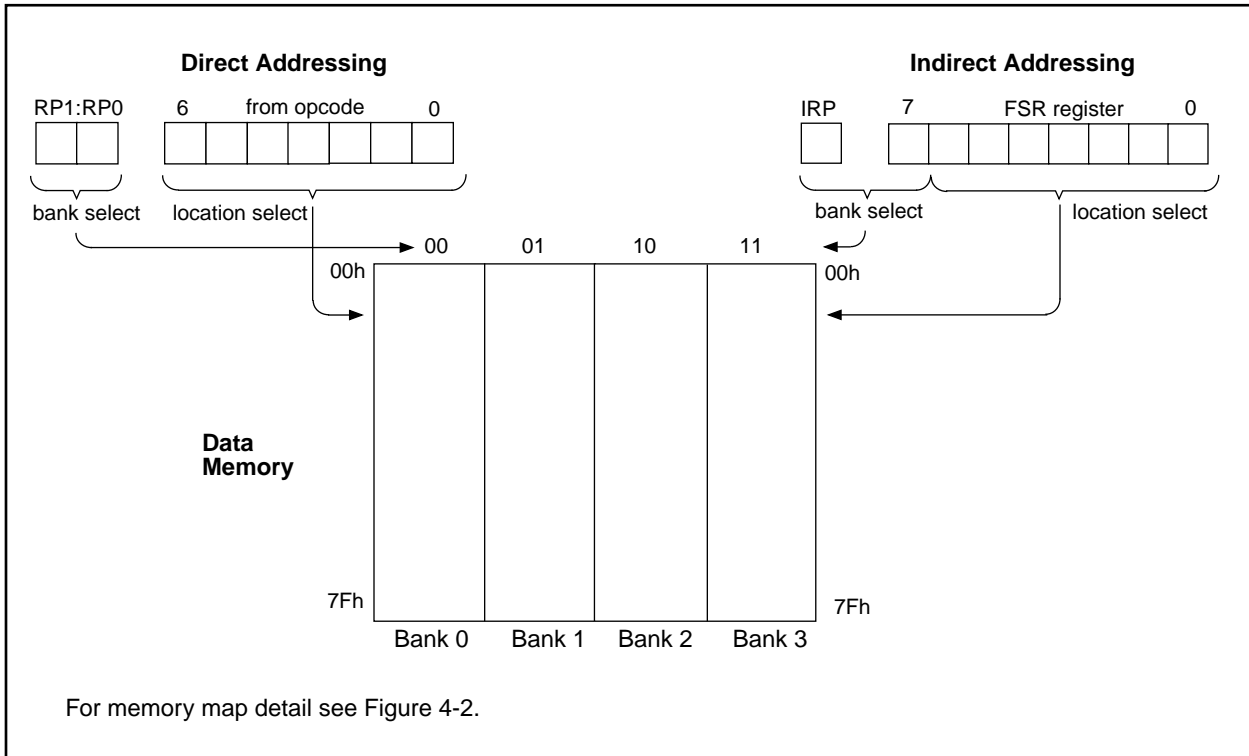 Direct Addressing
Indirect Addressing
RP1:RP0 6 from opcode 0
IRP 7 FSR register 0
bank select location select
bank select location select
00 01 10 11
00h 00h
Data
Memory
7Fh 7Fh
Bank 0 Bank 1 Bank 2 Bank 3
For memory map detail see Figure 4-2.